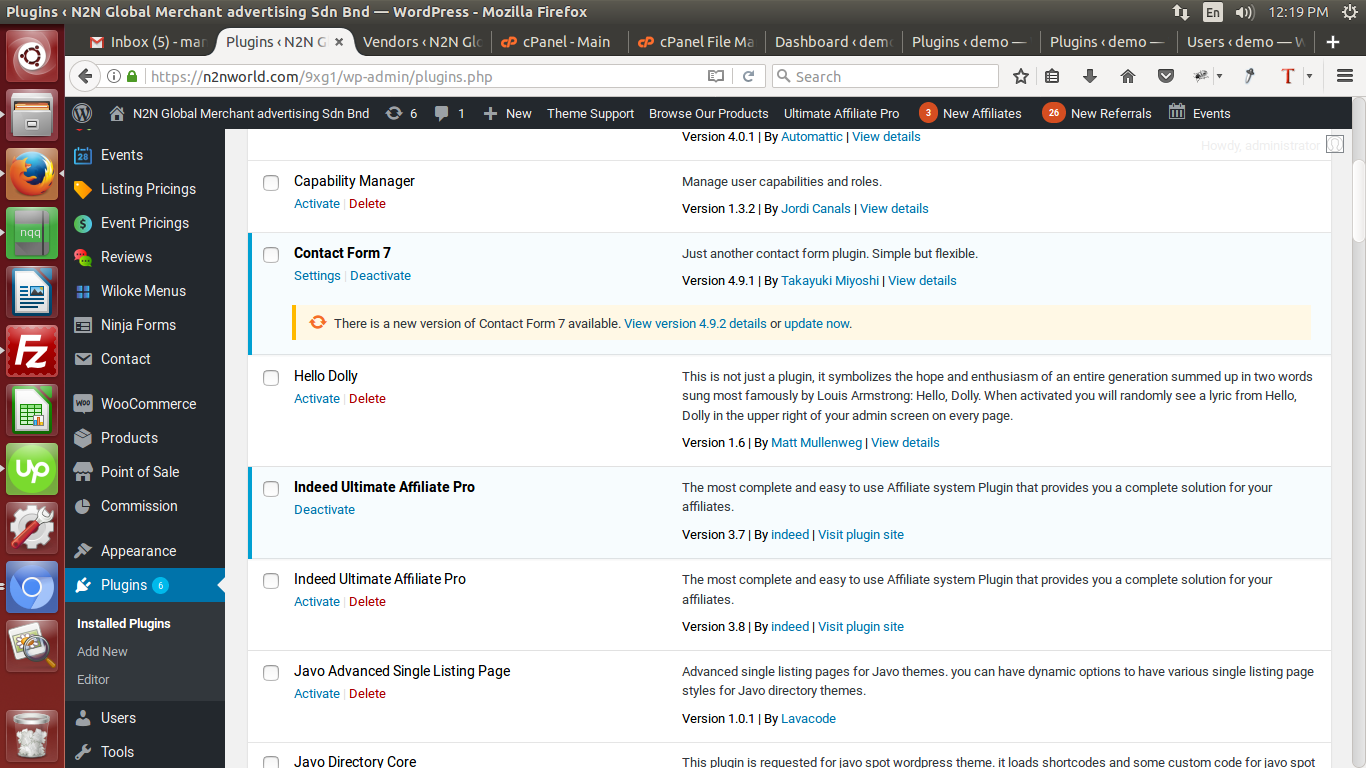 Plugins ‹ N2N Global Merchant advertising Sdn Bnd — WordPress - Mozilla Firefox
En
12:19 PM
Inbox (5) - mar
Plugins ‹ N2N G
Vendors ‹ N2N Glo
cPanel - Main
cPanel File Ma
Dashboard ‹ demo
Plugins ‹ demo —
Plugins ‹ demo —
Users ‹ demo — W
https://n2nworld.com/9xg1/wp-admin/plugins.php
Search
N2N Global Merchant advertising Sdn Bnd
6
1
New
Theme Support
Browse Our Products
Ultimate Affiliate Pro
3 New Affiliates
26 New Referrals
Events
Howdy, administrator
nqq
Fz
up
28
Events
Listing Pricings
$
Event Pricings
Reviews
Wiloke Menus
Ninja Forms
Contact
WOO
WooCommerce
Products
Point of Sale
Commission
Appearance
Plugins 6
Installed Plugins
Add New
Editor
Users
Tools
Version 4.0.1 | By Automattic | View details
Capability Manager
Activate | Delete
Manage user capabilities and roles.
Version 1.3.2 | By Jordi Canals | View details
Contact Form 7
Settings | Deactivate
Just another contact form plugin. Simple but flexible.
Version 4.9.1 | By Takayuki Miyoshi | View details
There is a new version of Contact Form 7 available. View version 4.9.2 details or update now.
Hello Dolly
Activate | Delete
This is not just a plugin, it symbolizes the hope and enthusiasm of an entire generation summed up in two words
sung most famously by Louis Armstrong: Hello, Dolly. When activated you will randomly see a lyric from Hello,
Dolly in the upper right of your admin screen on every page.
Version 1.6 | By Matt Mullenweg | View details
Indeed Ultimate Affiliate Pro
Deactivate
The most complete and easy to use Affiliate system Plugin that provides you a complete solution for your
affiliates.
Version 3.7 | By indeed | Visit plugin site
Indeed Ultimate Affiliate Pro
Activate | Delete
The most complete and easy to use Affiliate system Plugin that provides you a complete solution for your
affiliates.
Version 3.8 | By indeed | Visit plugin site
Javo Advanced Single Listing Page
Activate | Delete
Advanced single listing pages for Javo themes. you can have dynamic options to have various single listing page
styles for Javo directory themes.
Version 1.0.1 | By Lavacode
Javo Directory Core
This plugin is requested for javo spot wordpress theme. it loads shortcodes and some custom code for javo spot